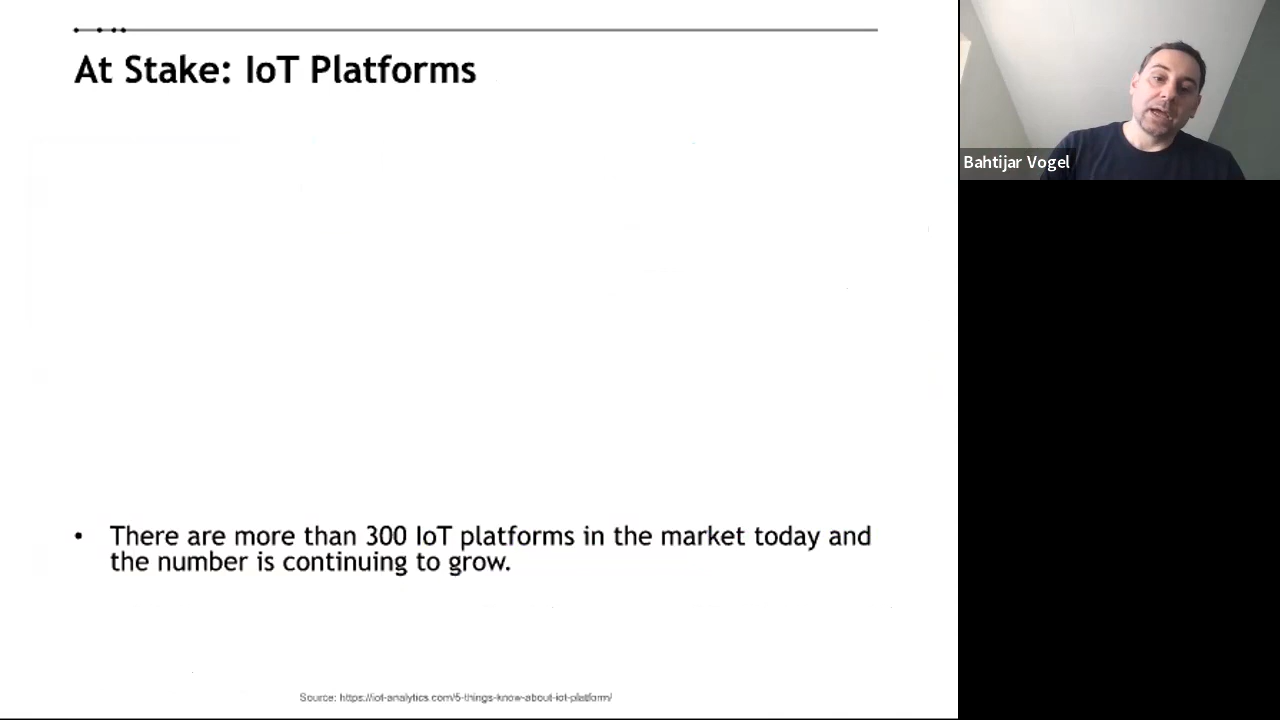 At Stake: IoT Platforms
Bahtijar Vogel
• There are more than 300 IoT platforms in the market today and
the number is continuing to grow.
Source: https://iot-analytics.com/5-things-know-about-iot-platform/